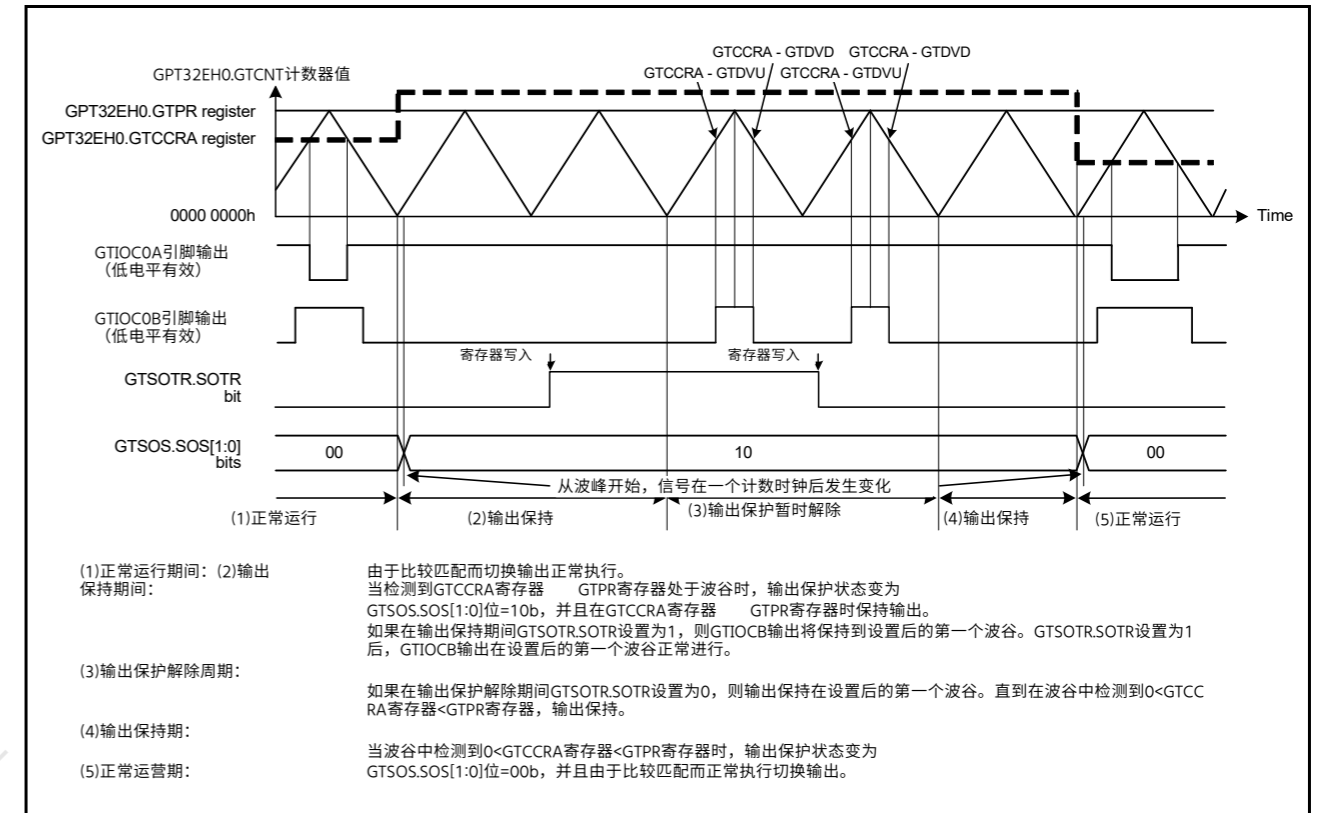 GTCCRA - GTDVD GTCCRA - GTDVD
GTCCRA - GTDVU GTCCRA - GTDVU
GPT32EH0.GTCNT计数器值
GPT32EH0.GTPR register
GPT32EH0.GTCCRA register
0000 0000h
Time
GTIOC0A引脚输出
（低电平有效）
GTIOC0B引脚输出
（低电平有效）
寄存器写入 寄存器写入
GTSOTR.SOTR
bit
GTSOS.SOS[1:0]
bits
00 10 00
从波峰开始，信号在一个计数时钟后发生变化
(1)正常运行 (2)输出保持 (3)输出保护暂时解除 (4)输出保持 (5)正常运行
(1)正常运行期间：(2)输出
保持期间：
由于比较匹配而切换输出正常执行。
当检测到GTCCRA寄存器 GTPR寄存器处于波谷时，输出保护状态变为
GTSOS.SOS[1:0]位=10b，并且在GTCCRA寄存器 GTPR寄存器时保持输出。
如果在输出保持期间GTSOTR.SOTR设置为1，则GTIOCB输出将保持到设置后的第一个波谷。GTSOTR.SOTR设置为1
后，GTIOCB输出在设置后的第一个波谷正常进行。
(3)输出保护解除周期：
如果在输出保护解除期间GTSOTR.SOTR设置为0，则输出保持在设置后的第一个波谷。直到在波谷中检测到0<GTCC
RA寄存器<GTPR寄存器，输出保持。
(4)输出保持期：
当波谷中检测到0<GTCCRA寄存器<GTPR寄存器时，输出保护状态变为
(5)正常运营期：
GTSOS.SOS[1:0]位=00b，并且由于比较匹配而正常执行切换输出。